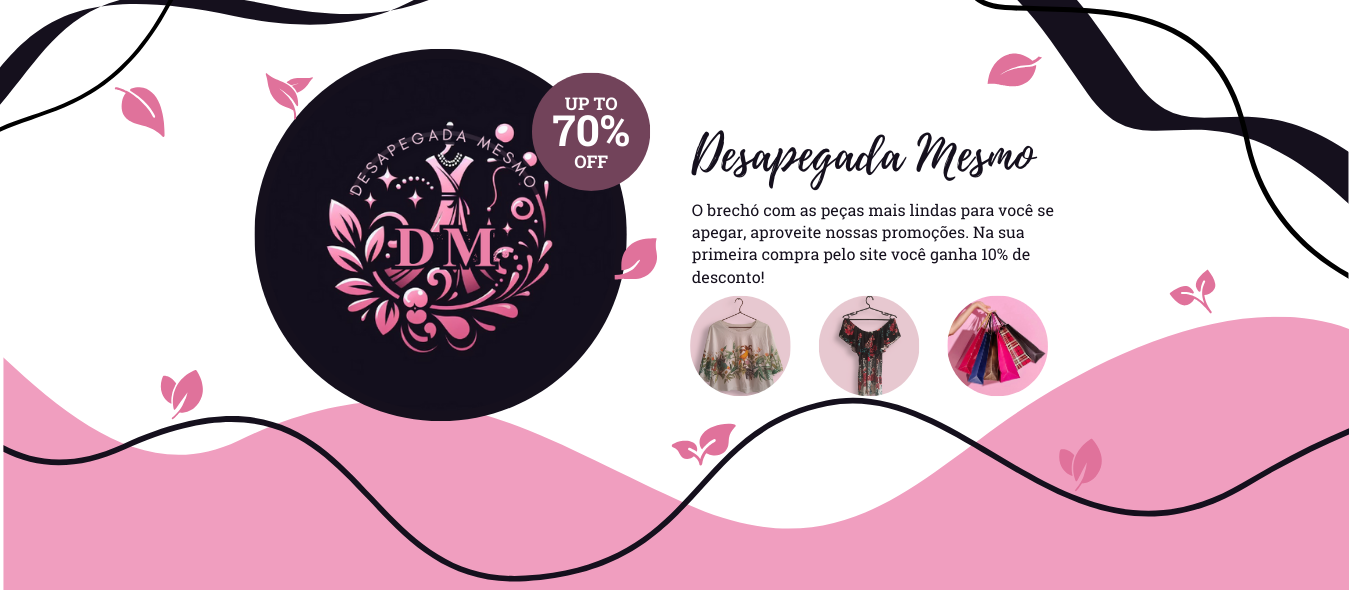 DESAPEGADA MESMO
DM
UP TO
70%
OFF
Desapegada Mesmo
O brechó com as peças mais lindas para você se
apegar, aproveite nossas promoções. Na sua
primeira compra pelo site você ganha 10% de
desconto!